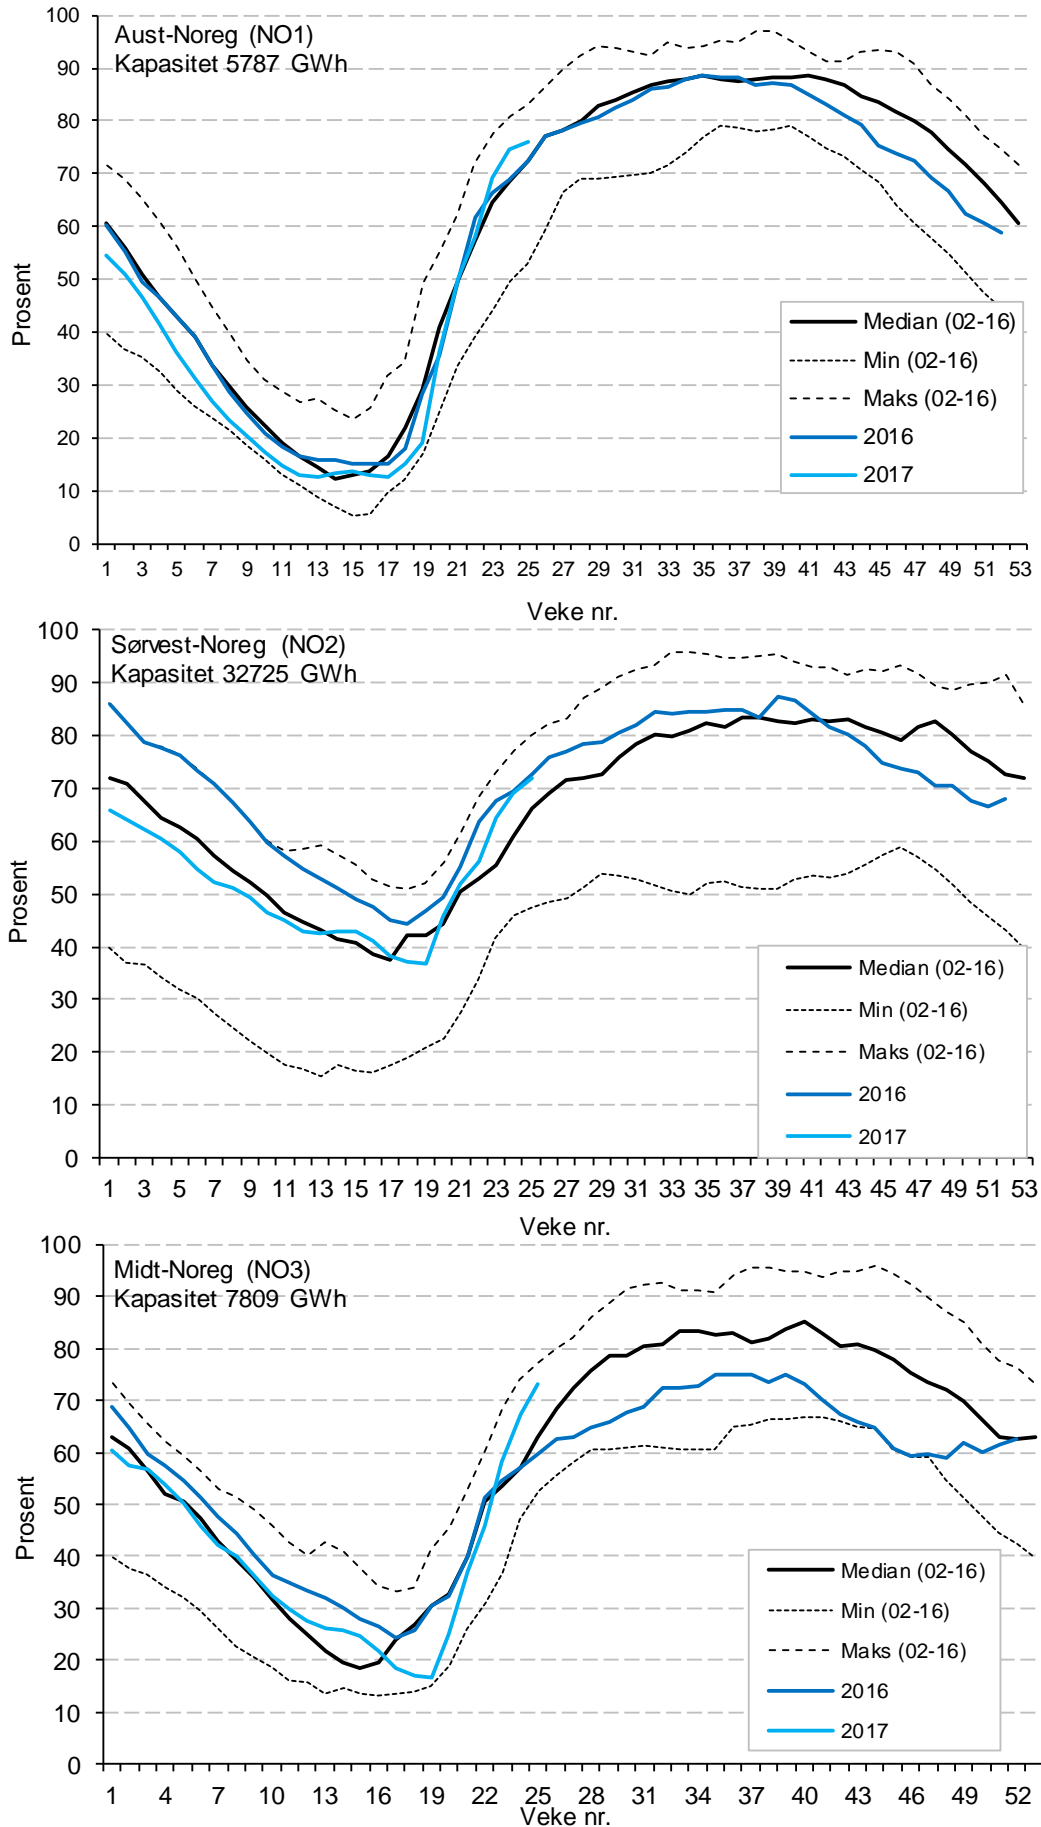 Aust-Noreg (NO1)
Kapasitet 5787 GWh
100
90
80
70
60
50
40
30
20
10
0
Prosent
Median (02-16)
Min (02-16)
Maks (02-16)
2016
2017
1 3 5 7 9 11 13 15 17 19 21 23 25 27 29 31 33 35 37 39 41 43 45 47 49 51 53
Veke nr.
Sørvest-Noreg (NO2)
Kapasitet 32725 GWh
100
90
80
70
60
50
40
30
20
10
0
Prosent
Median (02-16)
Min (02-16)
Maks (02-16)
2016
2017
1 3 5 7 9 11 13 15 17 19 21 23 25 27 29 31 33 35 37 39 41 43 45 47 49 51 53
Veke nr.
Midt-Noreg (NO3)
Kapasitet 7809 GWh
100
90
80
70
60
50
40
30
20
10
0
Prosent
Median (02-16)
Min (02-16)
Maks (02-16)
2016
2017
1 4 7 10 13 16 19 22 25 28 31 34 37 40 43 46 49 52
Veke nr.